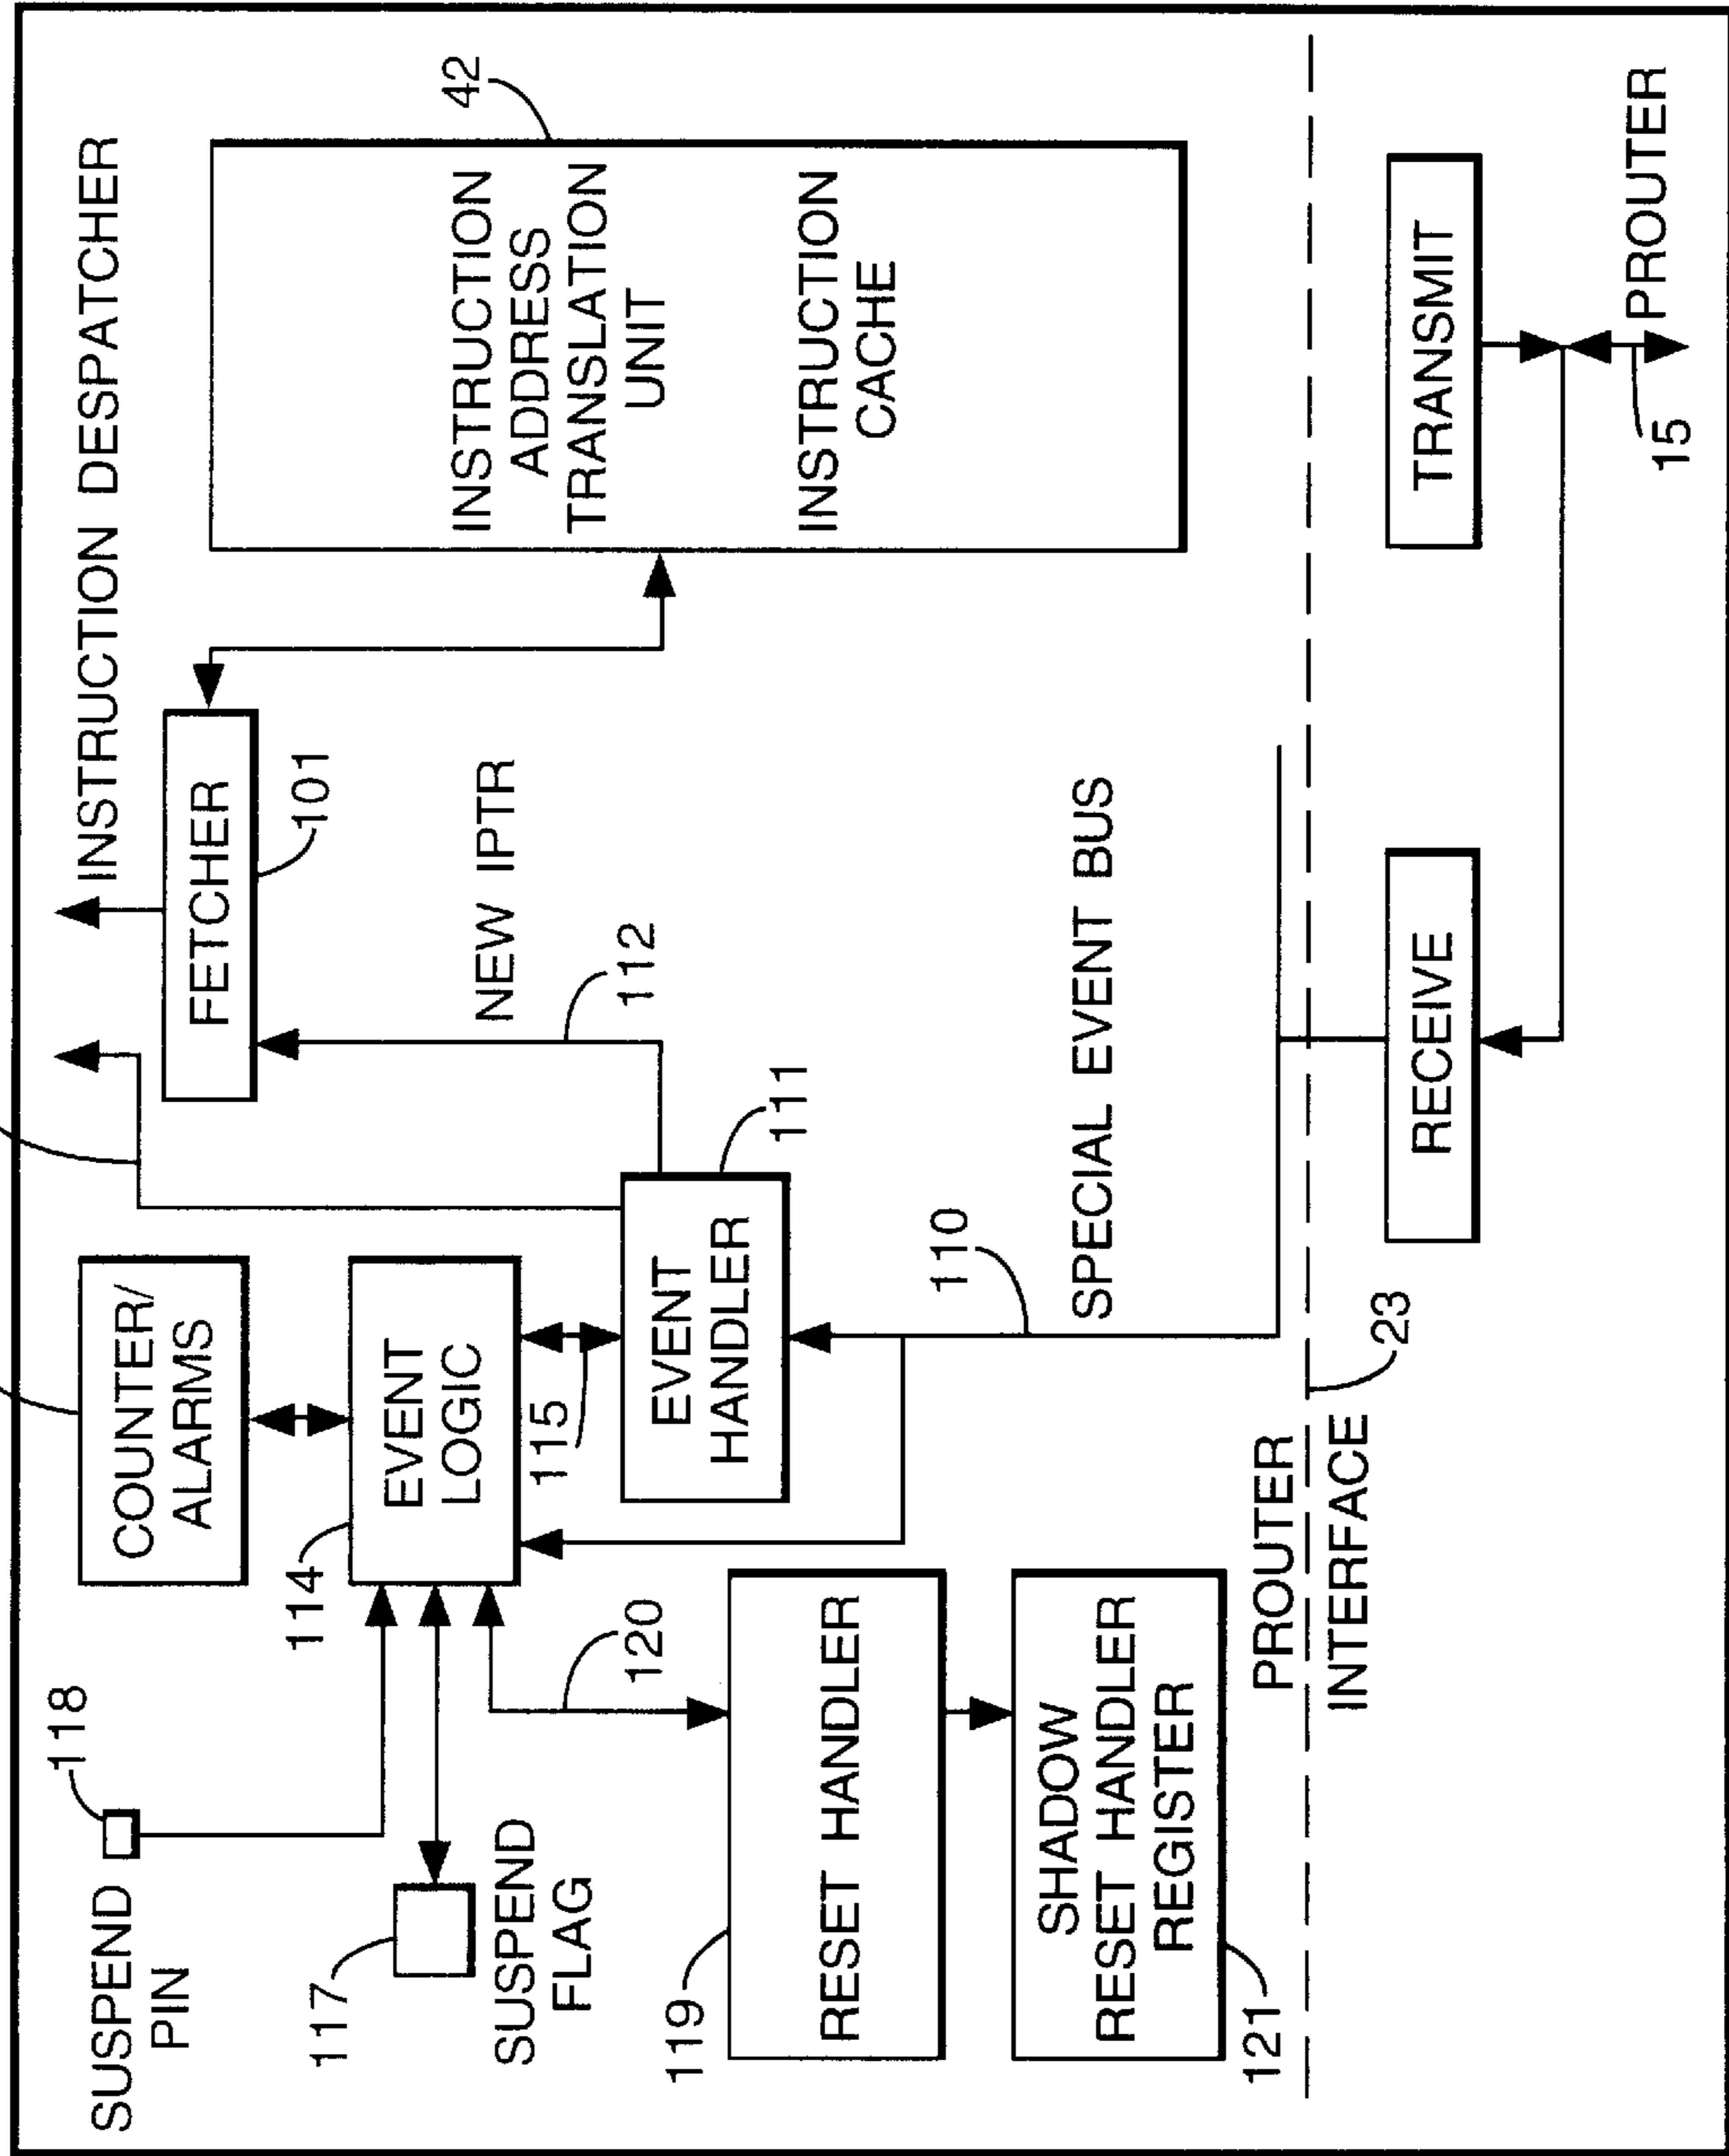 SUSPEND
PIN
118
117
SUSPEND
FLAG
COUNTER/
ALARMS
114
EVENT
LOGIC
115
120
119
RESET HANDLER
SHADOW
RESET HANDLER
REGISTER
121
EVENT
HANDLER
111
110
SPECIAL EVENT BUS
INSTRUCTION DESPATCHER
FETCHER
101
NEW IPTR
112
42
INSTRUCTION
ADDRESS
TRANSLATION
UNIT
INSTRUCTION
CACHE
PROUTER
INTERFACE
23
RECEIVE
TRANSMIT
PROUTER
15